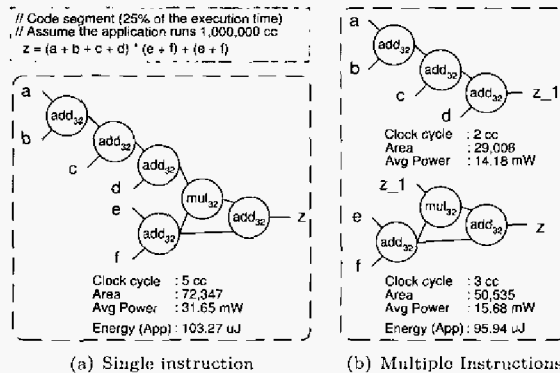 // Code segment (25% of the execution time)
// Assume the application runs 1,000,000 cc
z = (a + b + c + d) * (e + f) + (e + f)
a
add32
b
add32
c
add32
d
mul32
e
add32
z
add32
f
Clock cycle : 5 cc
Area : 72,347
Avg Power : 31.65 mW
Energy (App) : 103.27 uJ
(a) Single instruction
a
add32
b
add32
c
add32
z_1
d
Clock cycle : 2 cc
Area : 29,006
Avg Power : 14.18 mW
z_1
mul32
e
add32
z
add32
f
Clock cycle : 3 cc
Area : 50,535
Avg Power : 15.68 mW
Energy (App) : 95.94 uJ
(b) Multiple Instructions